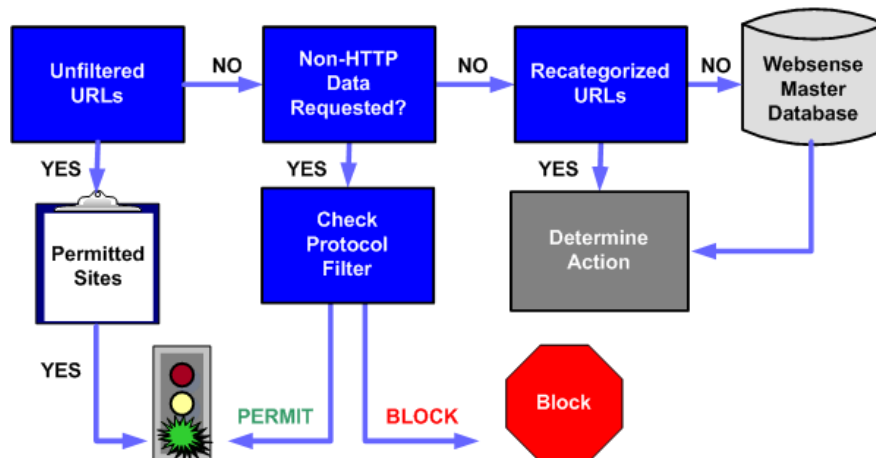 Unfiltered
URLs
NO
Non-HTTP
Data
Requested?
NO
Recategorized
URLs
NO
Websense
Master
Database
YES
YES
YES
Permitted
Sites
Check
Protocol
Filter
Determine
Action
YES
PERMIT
BLOCK
Block